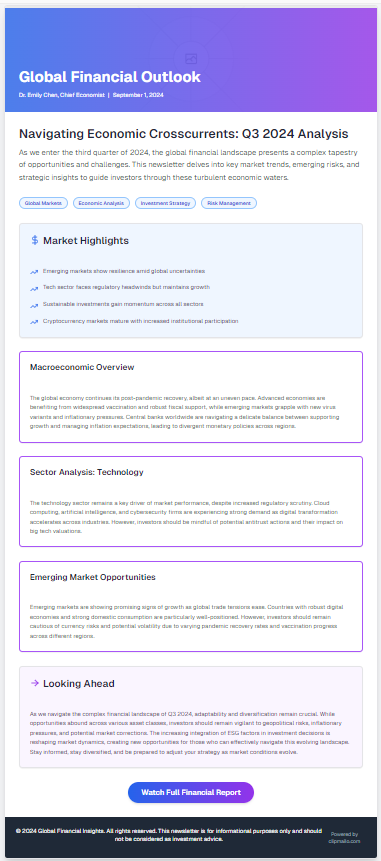 Global Financial Outlook
Dr. Emily Chen, Chief Economist | September 1, 2024
Navigating Economic Crosscurrents: Q3 2024 Analysis
As we enter the third quarter of 2024, the global financial landscape presents a complex tapestry
of opportunities and challenges. This newsletter delves into key market trends, emerging risks, and
strategic insights to guide investors through these turbulent economic waters.
Global Markets
Economic Analysis
Investment Strategy
Risk Management
Market Highlights
Emerging markets show resilience amid global uncertainties
Tech sector faces regulatory headwinds but maintains growth
Sustainable investments gain momentum across all sectors
Cryptocurrency markets mature with increased institutional participation
Macroeconomic Overview
The global economy continues its post-pandemic recovery, albeit at an uneven pace. Advanced economies are
benefiting from widespread vaccination and robust fiscal support, while emerging markets grapple with new virus
variants and inflationary pressures. Central banks worldwide are navigating a delicate balance between supporting
growth and managing inflation expectations, leading to divergent monetary policies across regions.
Sector Analysis: Technology
The technology sector remains a key driver of market performance, despite increased regulatory scrutiny. Cloud
computing, artificial intelligence, and cybersecurity firms are experiencing strong demand as digital transformation
accelerates across industries. However, investors should be mindful of potential antitrust actions and their impact on
big tech valuations.
Emerging Market Opportunities
Emerging markets are showing promising signs of growth as global trade tensions ease. Countries with robust digital
economies and strong domestic consumption are particularly well-positioned. However, investors should remain
cautious of currency risks and potential volatility due to varying pandemic recovery rates and vaccination progress
across different regions.
Looking Ahead
As we navigate the complex financial landscape of Q3 2024, adaptability and diversification remain crucial. While
opportunities abound across various asset classes, investors should remain vigilant to geopolitical risks, inflationary
pressures, and potential market corrections. The increasing integration of ESG factors in investment decisions is
reshaping market dynamics, creating new opportunities for those who can effectively navigate this evolving landscape.
Stay informed, stay diversified, and be prepared to adjust your strategy as market conditions evolve.
Watch Full Financial Report
© 2024 Global Financial Insights. All rights reserved. This newsletter is for informational purposes only and should
not be considered as investment advice.
Powered by
clipmails.com